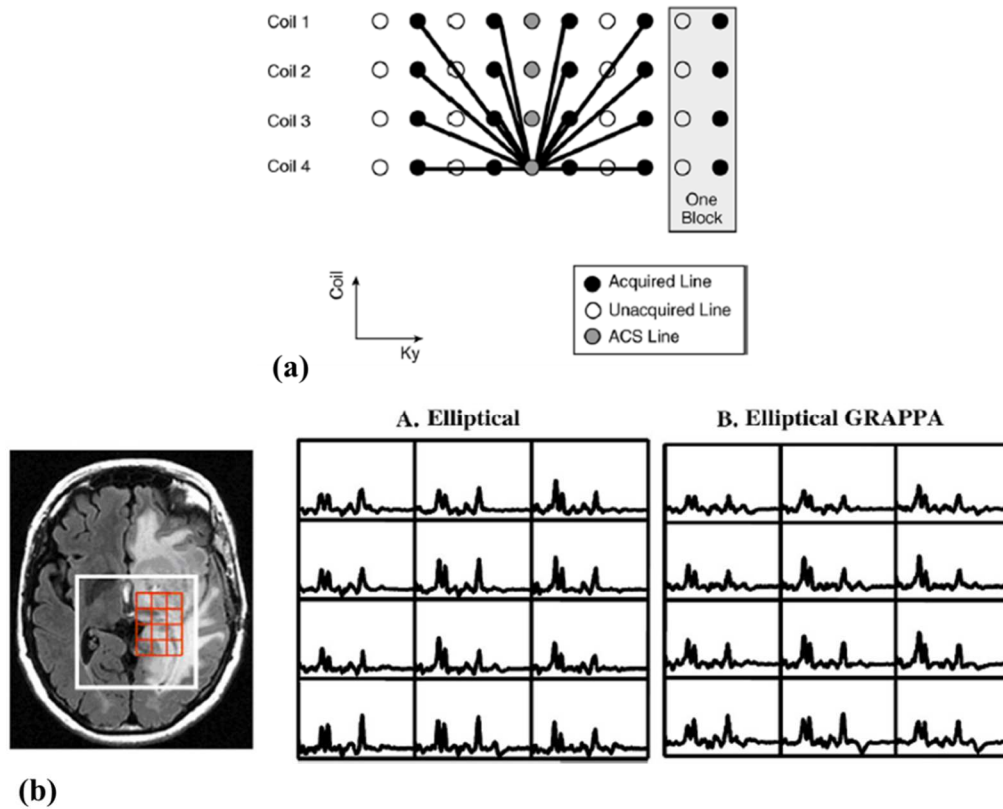 Coil 1
Coil 2
Coil 3
Coil 4
One
Block
Coil
Ky
Acquired Line
Unacquired Line
ACS Line
(a)
A. Elliptical
B. Elliptical GRAPPA
(b)